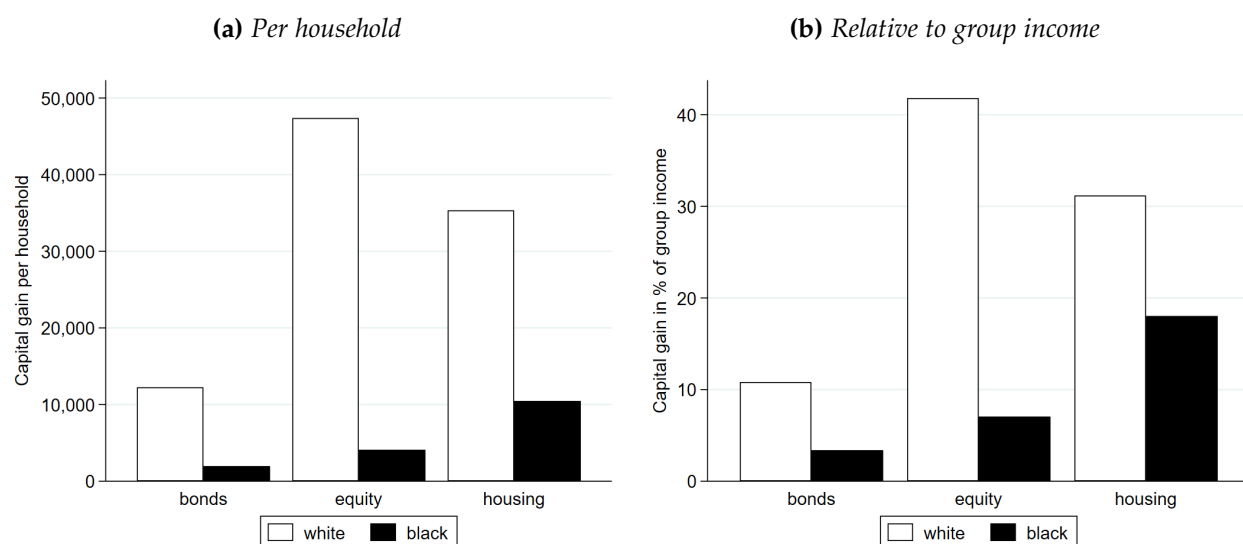 (a) Per household
Capital gain per household
50,000
40,000
30,000
20,000
10,000
0
bonds equity housing
white black
(b) Relative to group income
Capital gain in % of group income
40
30
20
10
0
bonds equity housing
white black